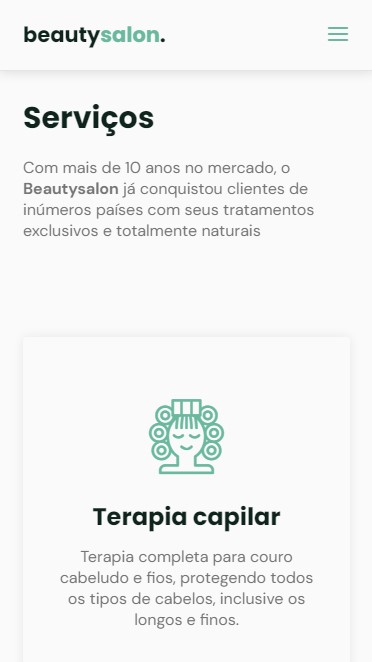 beautysalon.
Serviços
Com mais de 10 anos no mercado, o
Beautysalon já conquistou clientes de
inúmeros países com seus tratamentos
exclusivos e totalmente naturais
Terapia capilar
Terapia completa para couro
cabeludo e fios, protegendo todos
os tipos de cabelos, inclusive os
longos e finos.